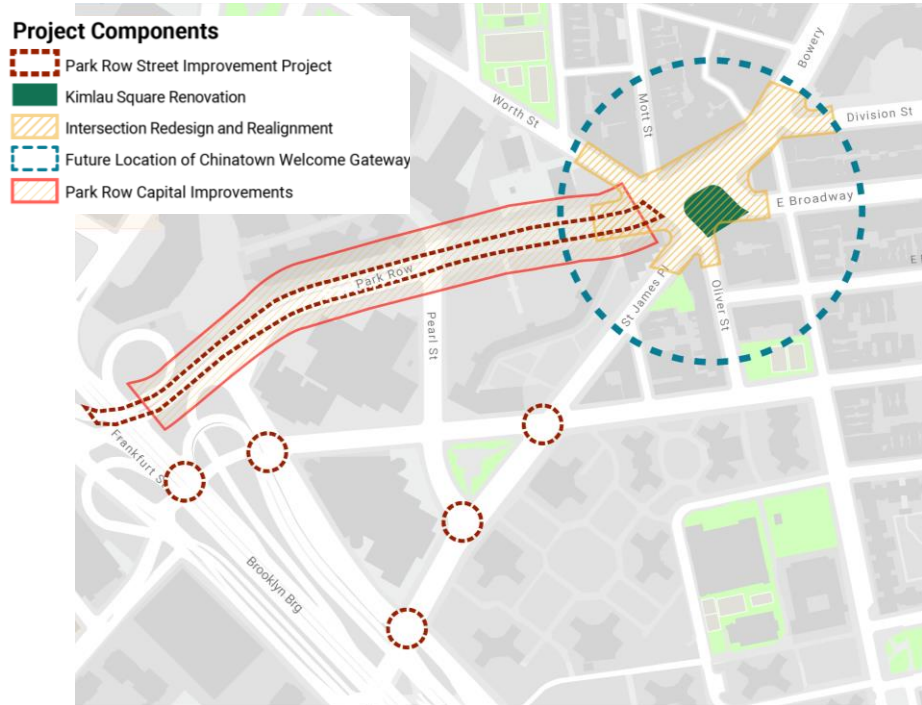 Project Components
Park Row Street Improvement Project
Kimlau Square Renovation
Intersection Redesign and Realignment
Future Location of Chinatown Welcome Gateway
Park Row Capital Improvements
Bowery
Worth St
Mott St
Division St
E Broadway
Park Row
St James Pl
Oliver St
E
Pearl St
Frankfurt S
Brooklyn Brg